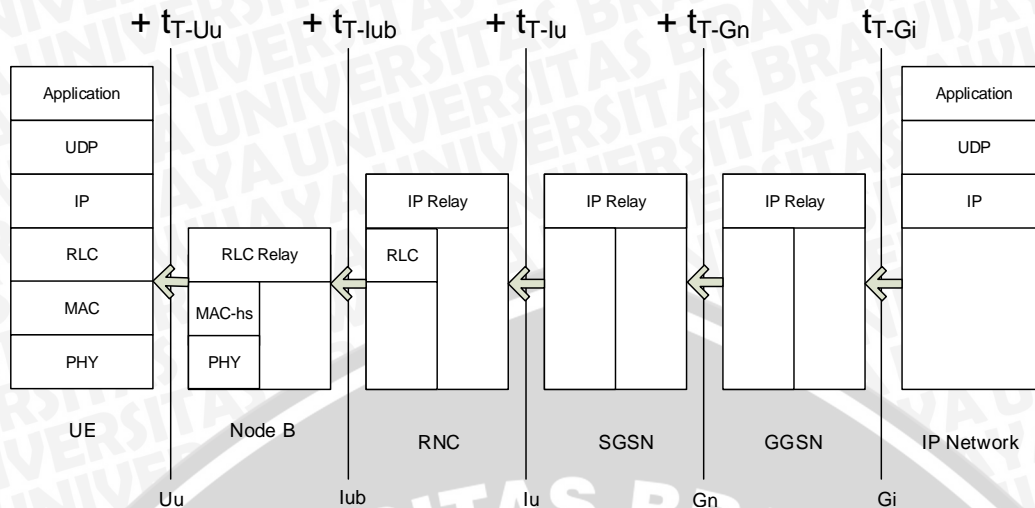 + tT-Uu + tT-Iub + tT-Iu + tT-Gn tT-Gi
Application Application
UDP UDP
IP IP Relay IP Relay IP Relay IP
RLC RLC Relay RLC
MAC MAC-hs
PHY PHY
UE Node B RNC SGSN GGSN IP Network
Uu Iub Iu Gn Gi
UNIVERSITAS BRAWIJAYA